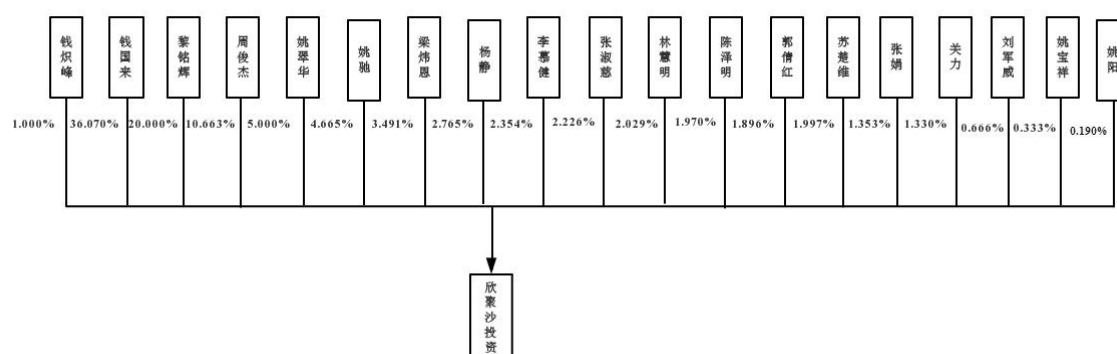 钱炽峰
钱国来
黎铭辉
周俊杰
姚翠华
姚驰
梁炜恩
杨静
李慕健
张淑慈
林慧明
陈泽明
郭倩红
苏楚维
张娟
关力
刘军威
姚宝祥
姚阳
1.000%
36.070%
20.000%
10.663%
5.000%
4.665%
3.491%
2.765%
2.354%
2.226%
2.029%
1.970%
1.896%
1.997%
1.353%
1.330%
0.666%
0.333%
0.190%
欣聚沙投资